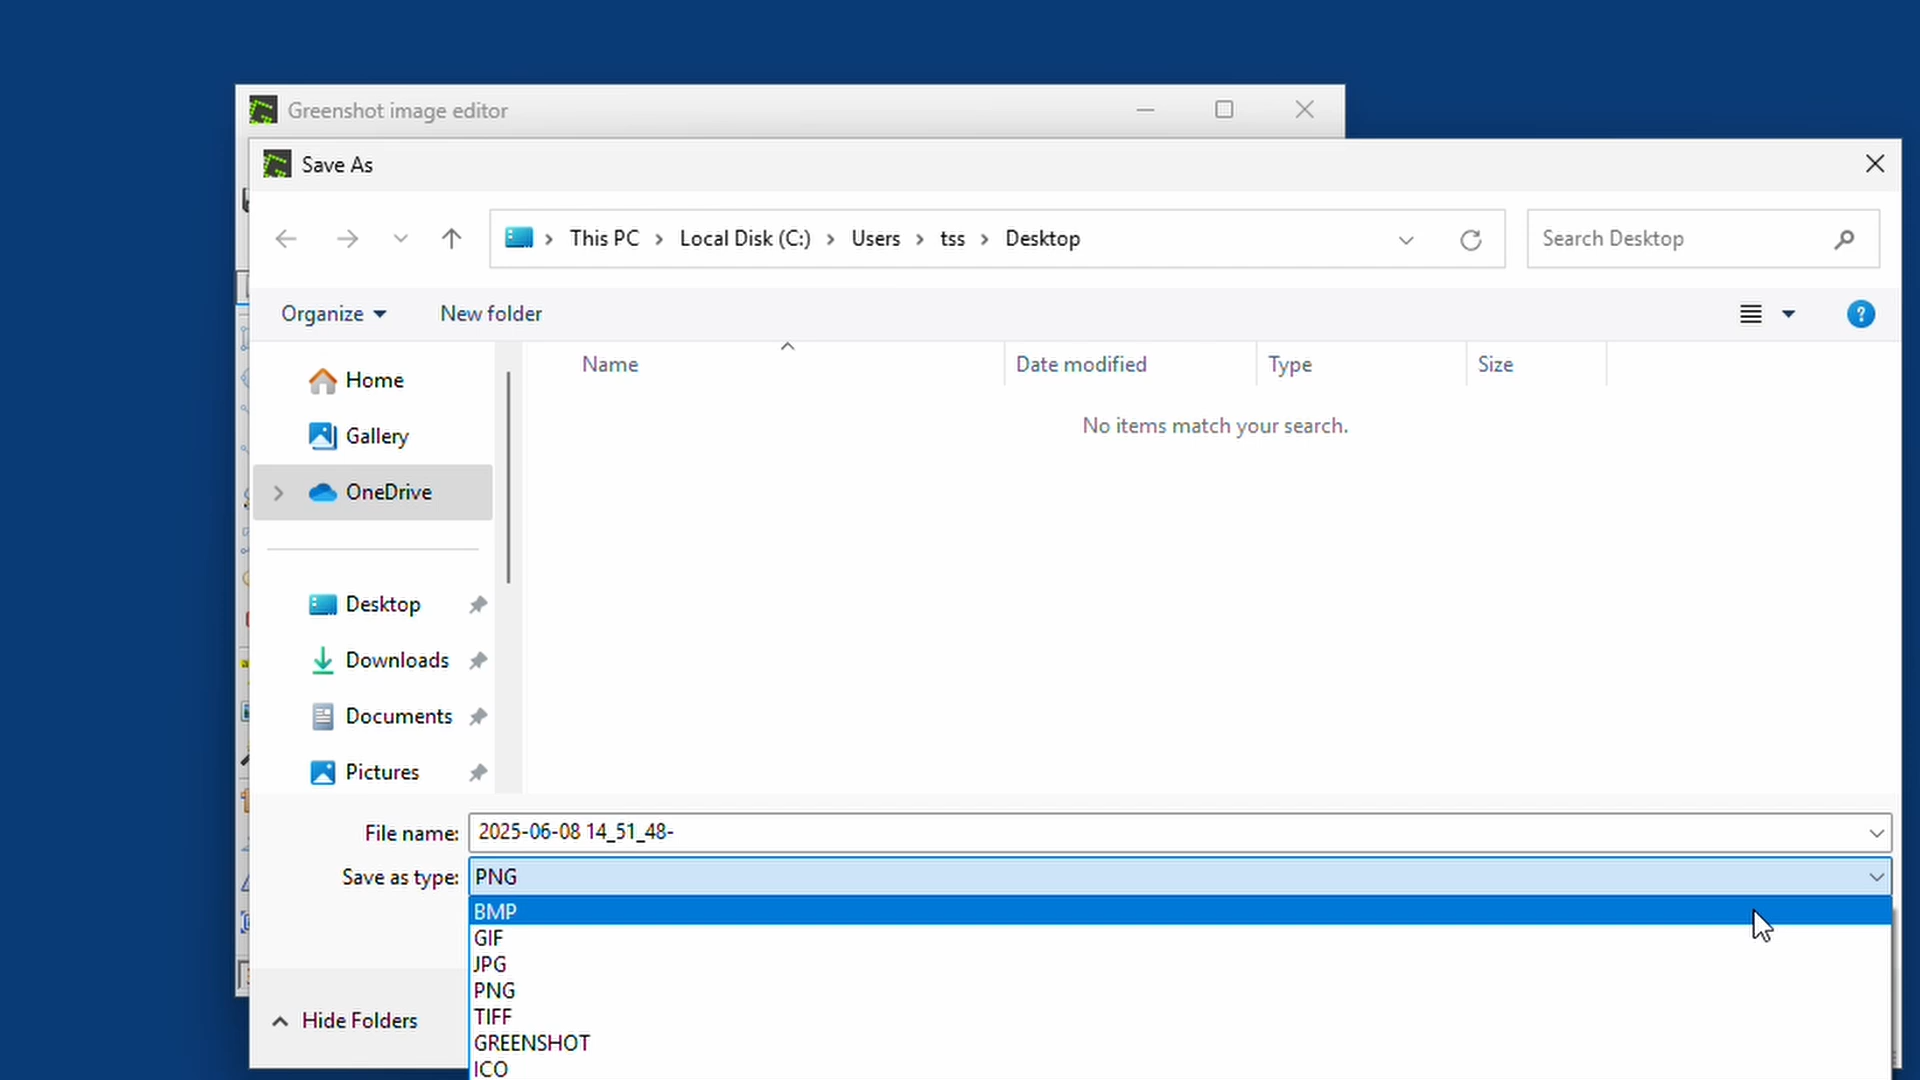 Greenshot image editor
Save As
This PC > Local Disk (C:) > Users > tss > Desktop
Search Desktop
Organize
New folder
?
Name
Date modified
Type
Size
No items match your search.
Home
Gallery
OneDrive
Desktop
Downloads
Documents
Pictures
File name: 2025-06-08 14_51_48-
Save as type: PNG
BMP
GIF
JPG
PNG
TIFF
GREENSHOT
ICO
Hide Folders